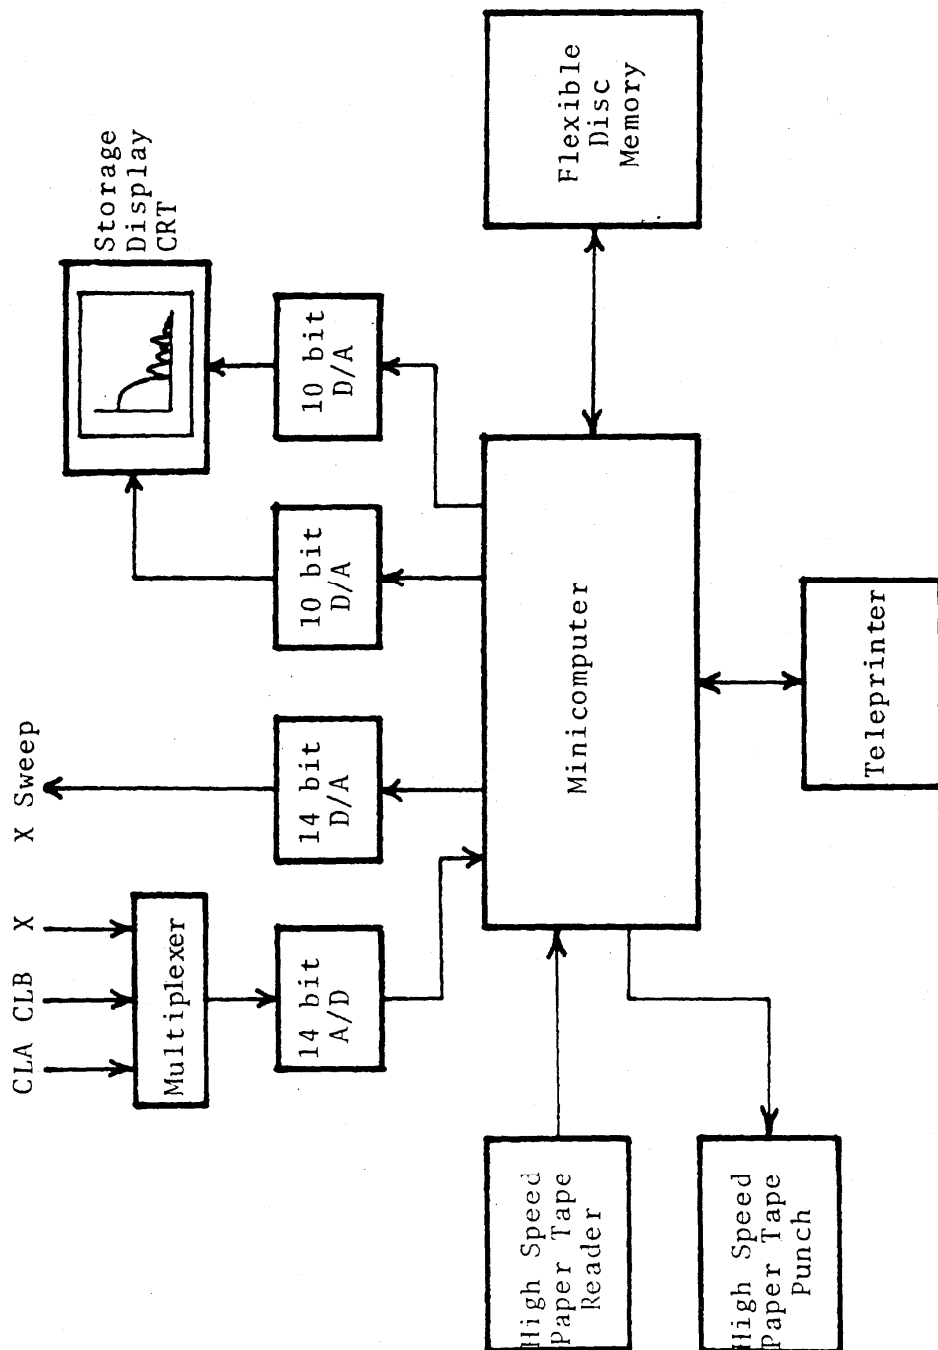 CLA CLB X X Sweep
Storage
Display
CRT
Multiplexer
14 bit
A/D
14 bit
D/A
10 bit
D/A
10 bit
D/A
High Speed
Paper Tape
Reader
Minicomputer
Flexible
Disc
Memory
High Speed
Paper Tape
Punch
Teleprinter